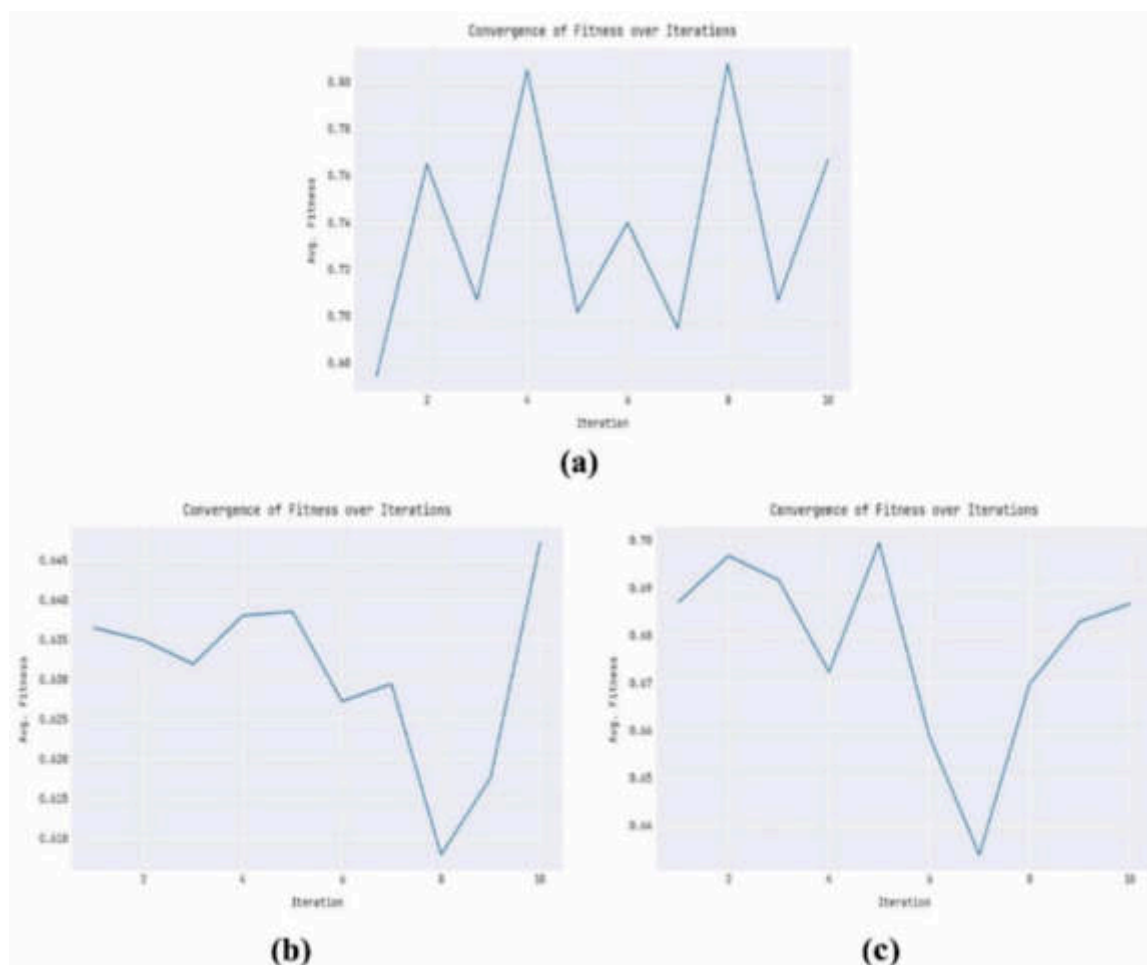 Convergence of Fitness over Iterations
0.80
0.78
0.76
0.74
0.72
0.70
0.68
Avg. Fitness
2 4 6 8 10
Iteration
(a)
Convergence of Fitness over Iterations
0.645
0.640
0.635
0.630
0.625
0.620
0.615
0.610
Avg. Fitness
2 4 6 8 10
Iteration
(b)
Convergence of Fitness over Iterations
0.70
0.69
0.68
0.67
0.66
0.65
0.64
Avg. Fitness
2 4 6 8 10
Iteration
(c)